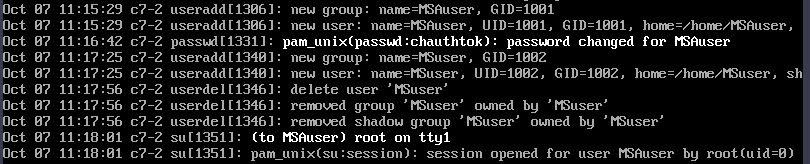 Oct 07 11:15:29 c7-2 useradd[1306]: new group: name=MSAuser, GID=1001
Oct 07 11:15:29 c7-2 useradd[1306]: new user: name=MSAuser, UID=1001, GID=1001, home=/home/MSAuser,
Oct 07 11:16:42 c7-2 passwd[1331]: pam_unix(passwd:chauthtok): password changed for MSAuser
Oct 07 11:17:25 c7-2 useradd[1340]: new group: name=MSuser, GID=1002
Oct 07 11:17:25 c7-2 useradd[1340]: new user: name=MSuser, UID=1002, GID=1002, home=/home/MSuser, sh
Oct 07 11:17:56 c7-2 userdel[1346]: delete user 'MSuser'
Oct 07 11:17:56 c7-2 userdel[1346]: removed group 'MSuser' owned by 'MSuser'
Oct 07 11:17:56 c7-2 userdel[1346]: removed shadow group 'MSuser' owned by 'MSuser'
Oct 07 11:18:01 c7-2 su[1351]: (to MSAuser) root on tty1
Oct 07 11:18:01 c7-2 su[1351]: pam_unix(su:session): session opened for user MSAuser by root(uid=0)